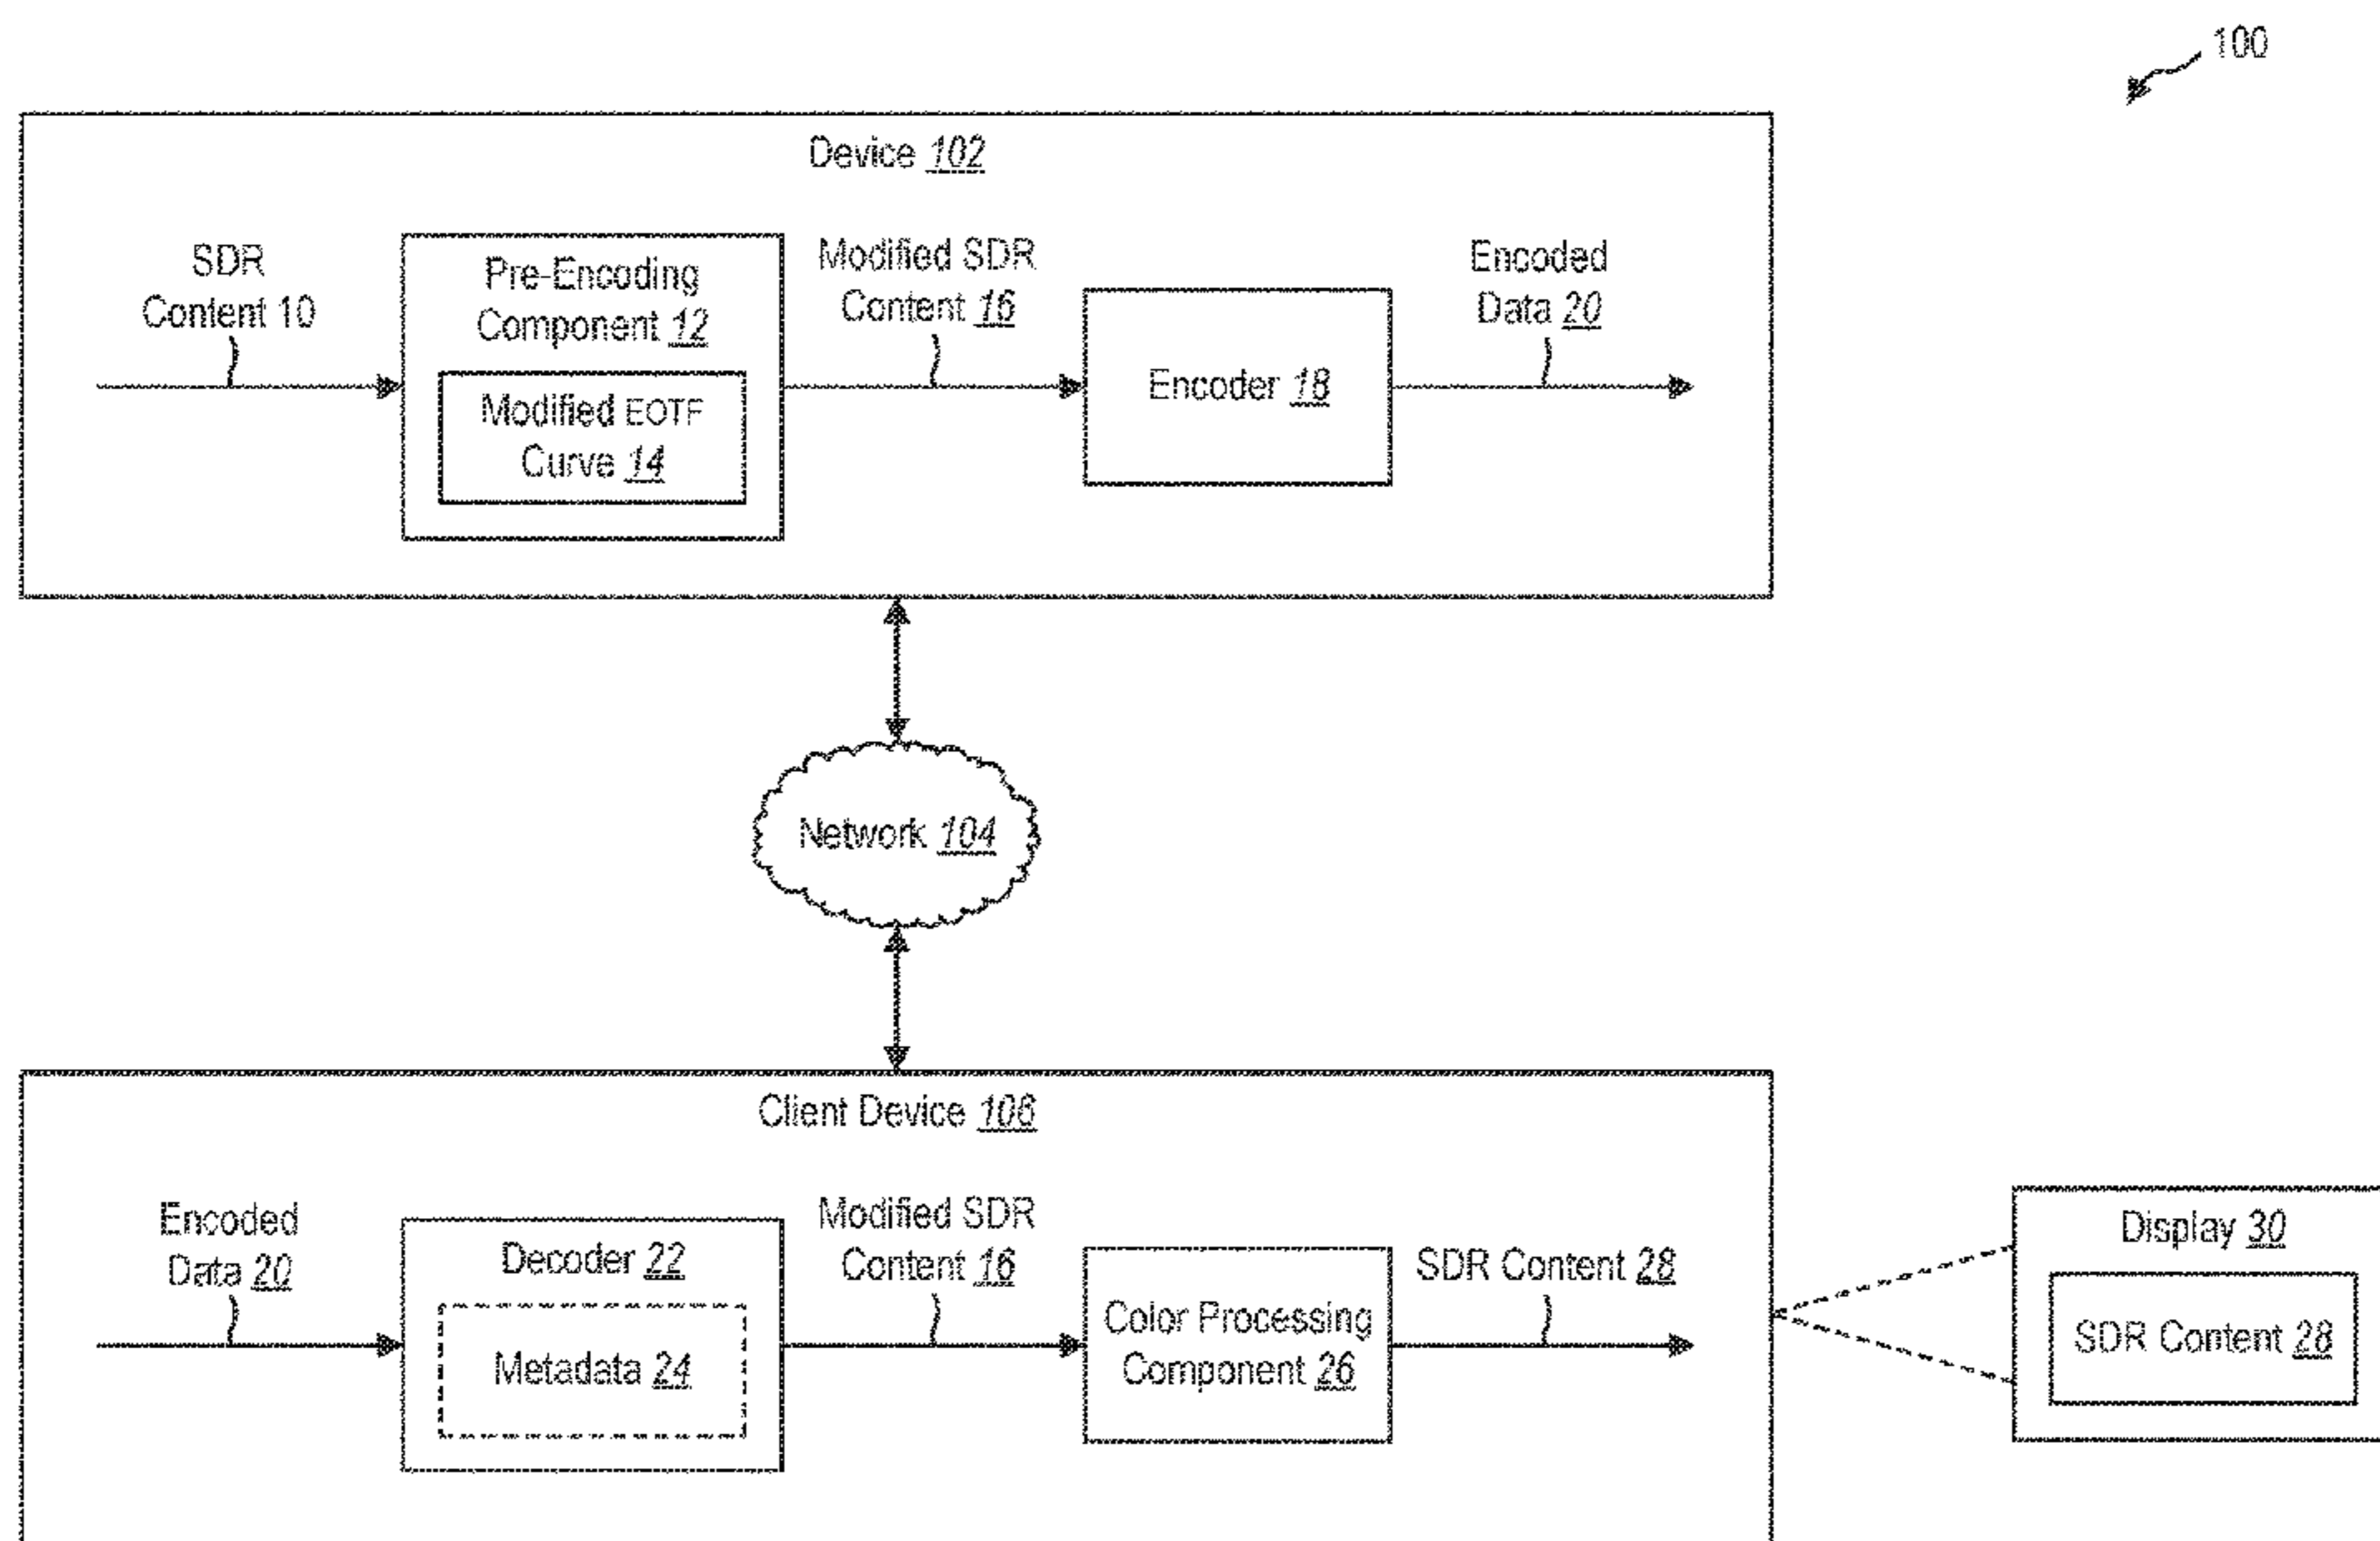 100
Device 102
SDR
Content 10
Pre-Encoding
Component 12
Modified EOTF
Curve 14
Modified SDR
Content 16
Encoder 18
Encoded
Data 20
Network 104
Client Device 106
Encoded
Data 20
Decoder 22
Metadata 24
Modified SDR
Content 16
Color Processing
Component 26
SDR Content 28
Display 30
SDR Content 28